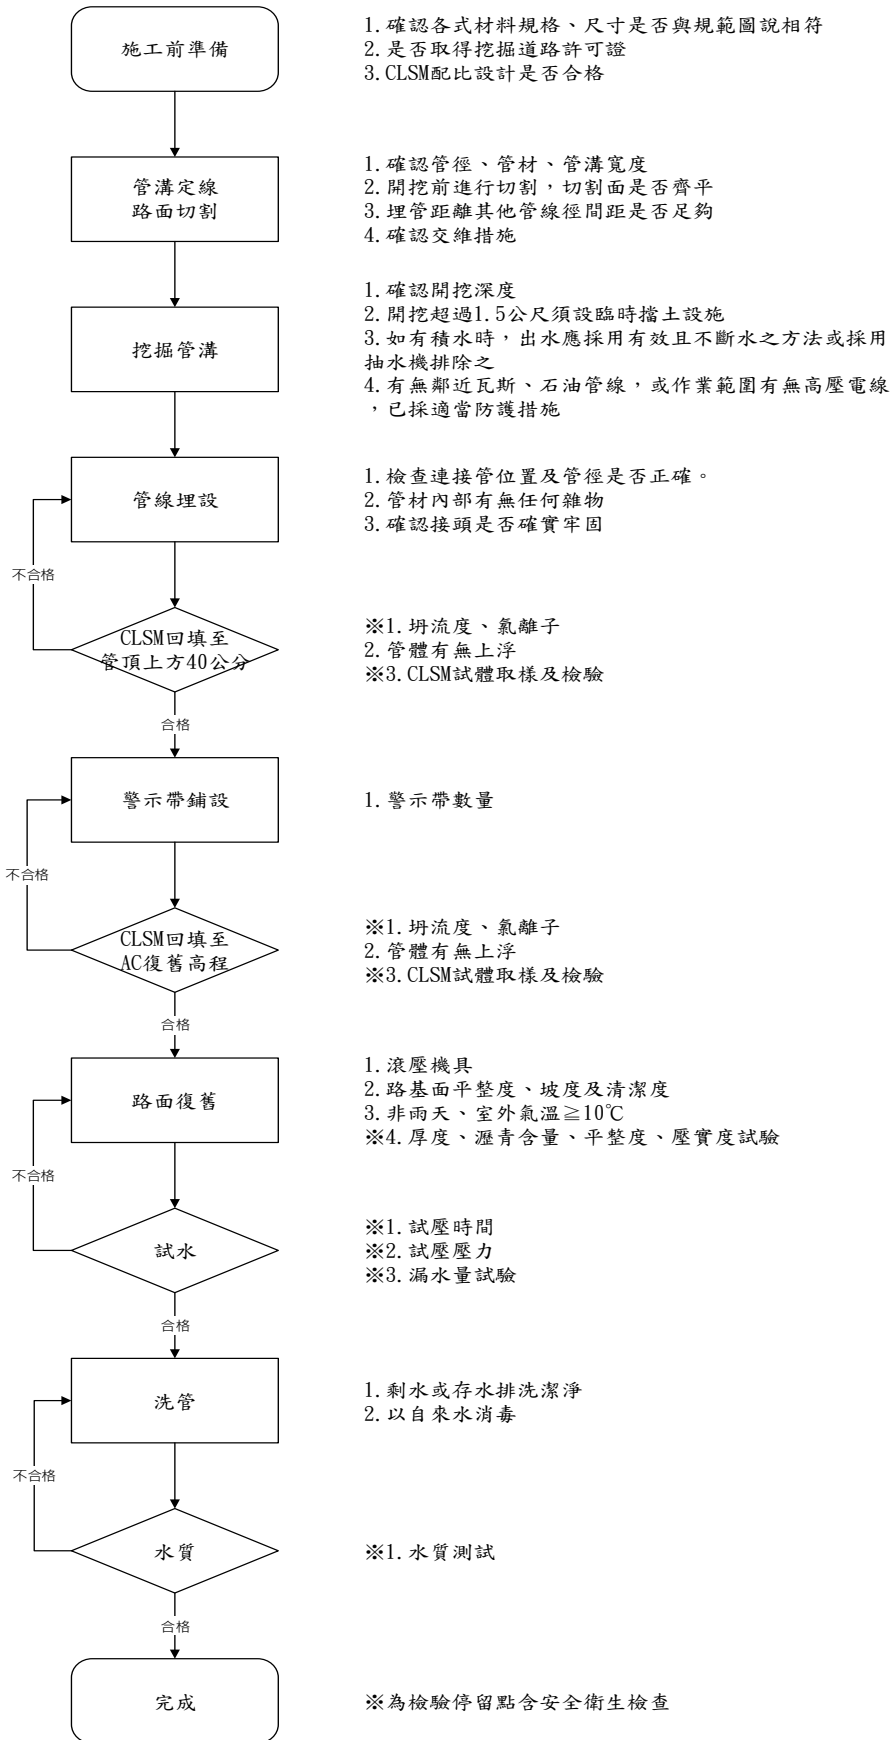 施工前準備
1.確認各式材料規格、尺寸是否與規範圖說相符
2.是否取得挖掘道路許可證
3.CLSM配比設計是否合格
管溝定線
路面切割
1.確認管徑、管材、管溝寬度
2.開挖前進行切割，切割面是否齊平
3.埋管距離其他管線徑間距是否足夠
4.確認交維措施
挖掘管溝
1.確認開挖深度
2.開挖超過1.5公尺須設臨時擋土設施
3.如有積水時，出水應採用有效且不斷水之方法或採用
抽水機排除之
4.有無鄰近瓦斯、石油管線，或作業範圍有無高壓電線
，已採適當防護措施
管線埋設
1.檢查連接管位置及管徑是否正確。
2.管材內部有無任何雜物
3.確認接頭是否確實牢固
不合格
CLSM回填至
管頂上方40公分
※1.坍流度、氯離子
2.管體有無上浮
※3.CLSM試體取樣及檢驗
合格
警示帶鋪設
1.警示帶數量
不合格
CLSM回填至
AC復舊高程
※1.坍流度、氯離子
2.管體有無上浮
※3.CLSM試體取樣及檢驗
合格
路面復舊
1.滾壓機具
2.路基面平整度、坡度及清潔度
3.非雨天、室外氣溫≧10℃
※4.厚度、瀝青含量、平整度、壓實度試驗
不合格
試水
※1.試壓時間
※2.試壓壓力
※3.漏水量試驗
合格
洗管
1.剩水或存水排洗潔淨
2.以自來水消毒
不合格
水質
※1.水質測試
合格
完成
※為檢驗停留點含安全衛生檢查